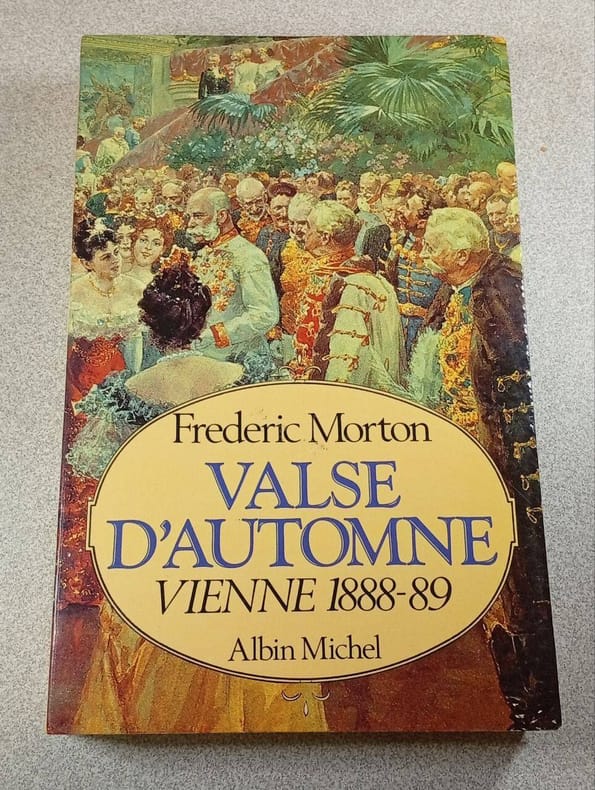 Frederic Morton
VALSE
D'AUTOMNE
VIENNE 1888-89
Albin Michel